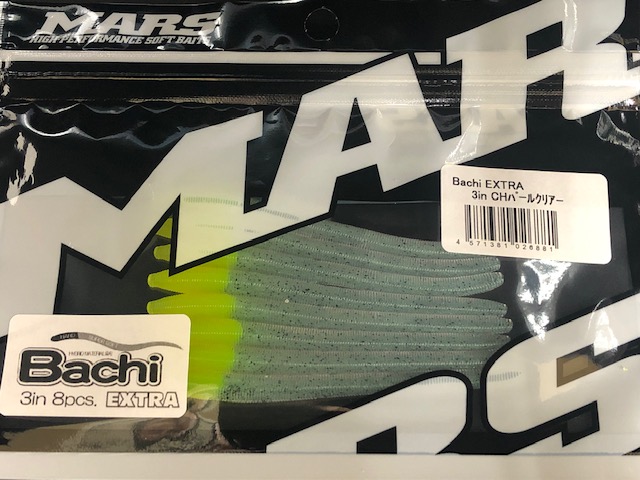 MARS
HIGH PERFORMANCE SOFT BAITS
MARS
Bachi EXTRA
3in CHパールクリアー
4 571381 026881
Bachi
3in 8pcs. EXTRA